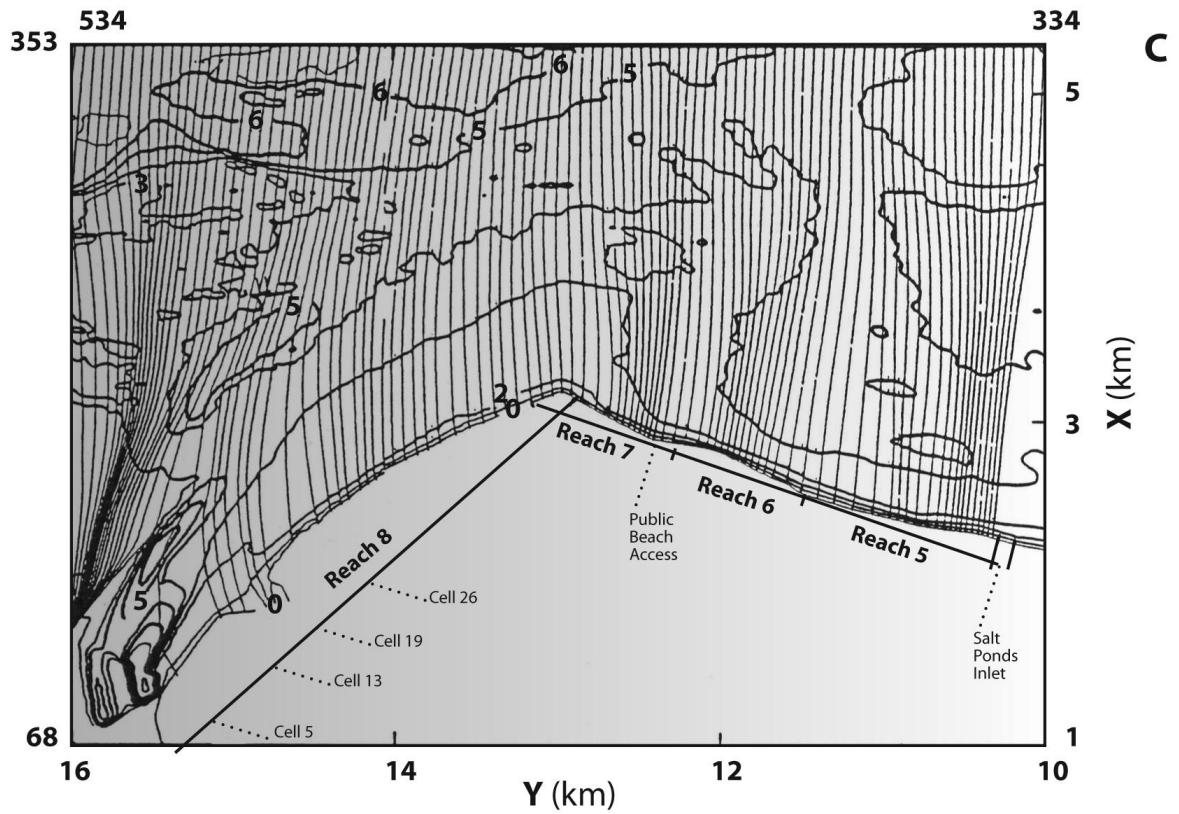 534
334
353
C
6
5
6
5
6
5
3
5
X (km)
2
0
3
Reach 7
Reach 6
Public
Beach
Access
Reach 5
Reach 8
5
0
Cell 26
Cell 19
Cell 13
Cell 5
Salt
Ponds
Inlet
68
1
16
14
12
10
Y (km)